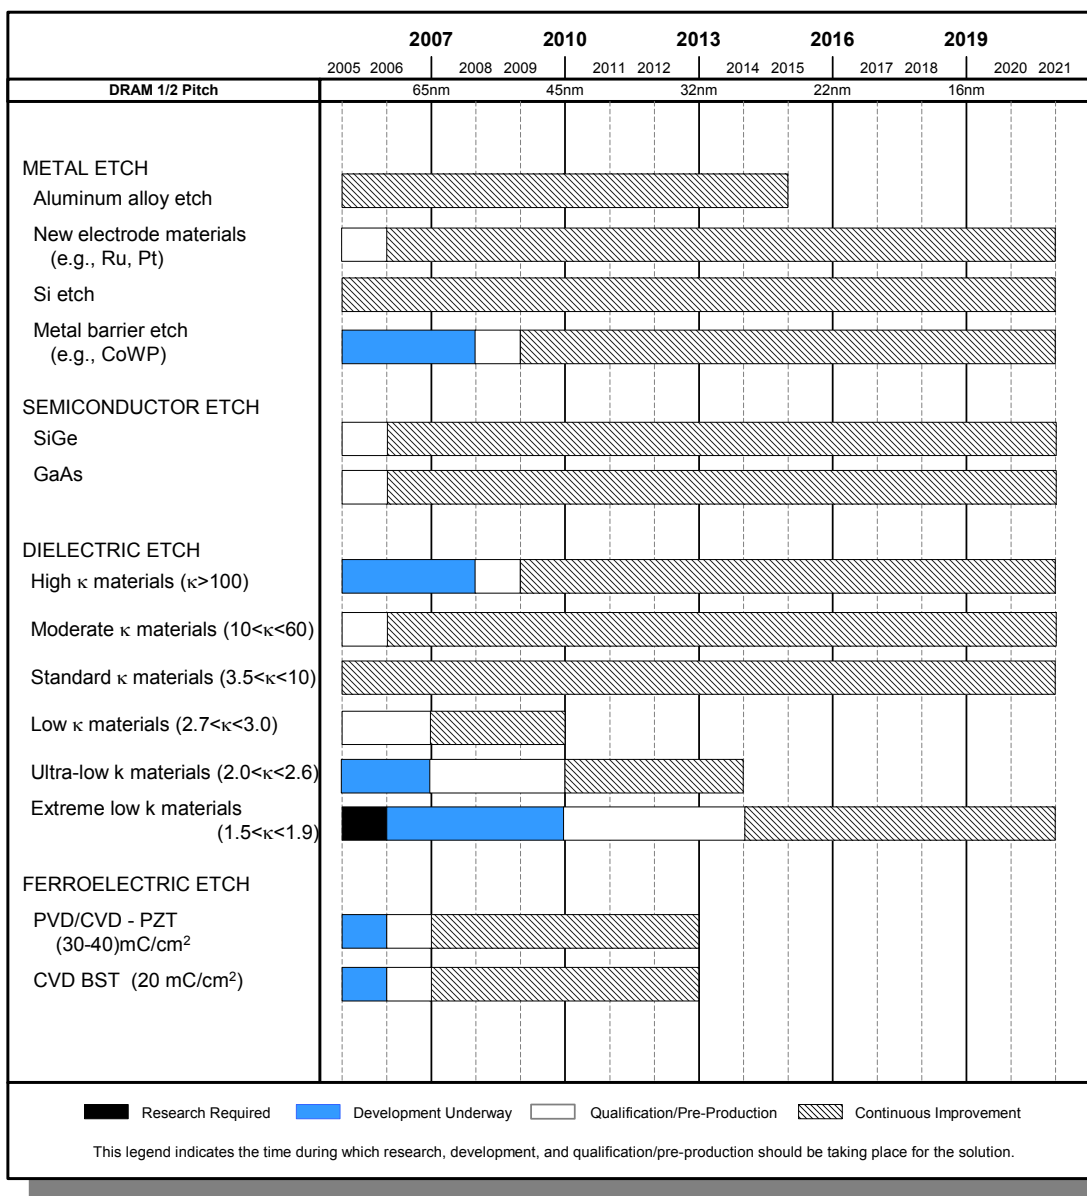 2007 2010 2013 2016 2019
2005 2006 2008 2009 2011 2012 2014 2015 2017 2018 2020 2021
DRAM 1/2 Pitch 65nm 45nm 32nm 22nm 16nm
METAL ETCH
Aluminum alloy etch
New electrode materials
(e.g., Ru, Pt)
Si etch
Metal barrier etch
(e.g., CoWP)
SEMICONDUCTOR ETCH
SiGe
GaAs
DIELECTRIC ETCH
High κ materials (κ>100)
Moderate κ materials (10<κ<60)
Standard κ materials (3.5<κ<10)
Low κ materials (2.7<κ<3.0)
Ultra-low k materials (2.0<κ<2.6)
Extreme low k materials
(1.5<κ<1.9)
FERROELECTRIC ETCH
PVD/CVD - PZT
(30-40)mC/cm²
CVD BST (20 mC/cm²)
Research Required Development Underway Qualification/Pre-Production Continuous Improvement
This legend indicates the time during which research, development, and qualification/pre-production should be taking place for the solution.